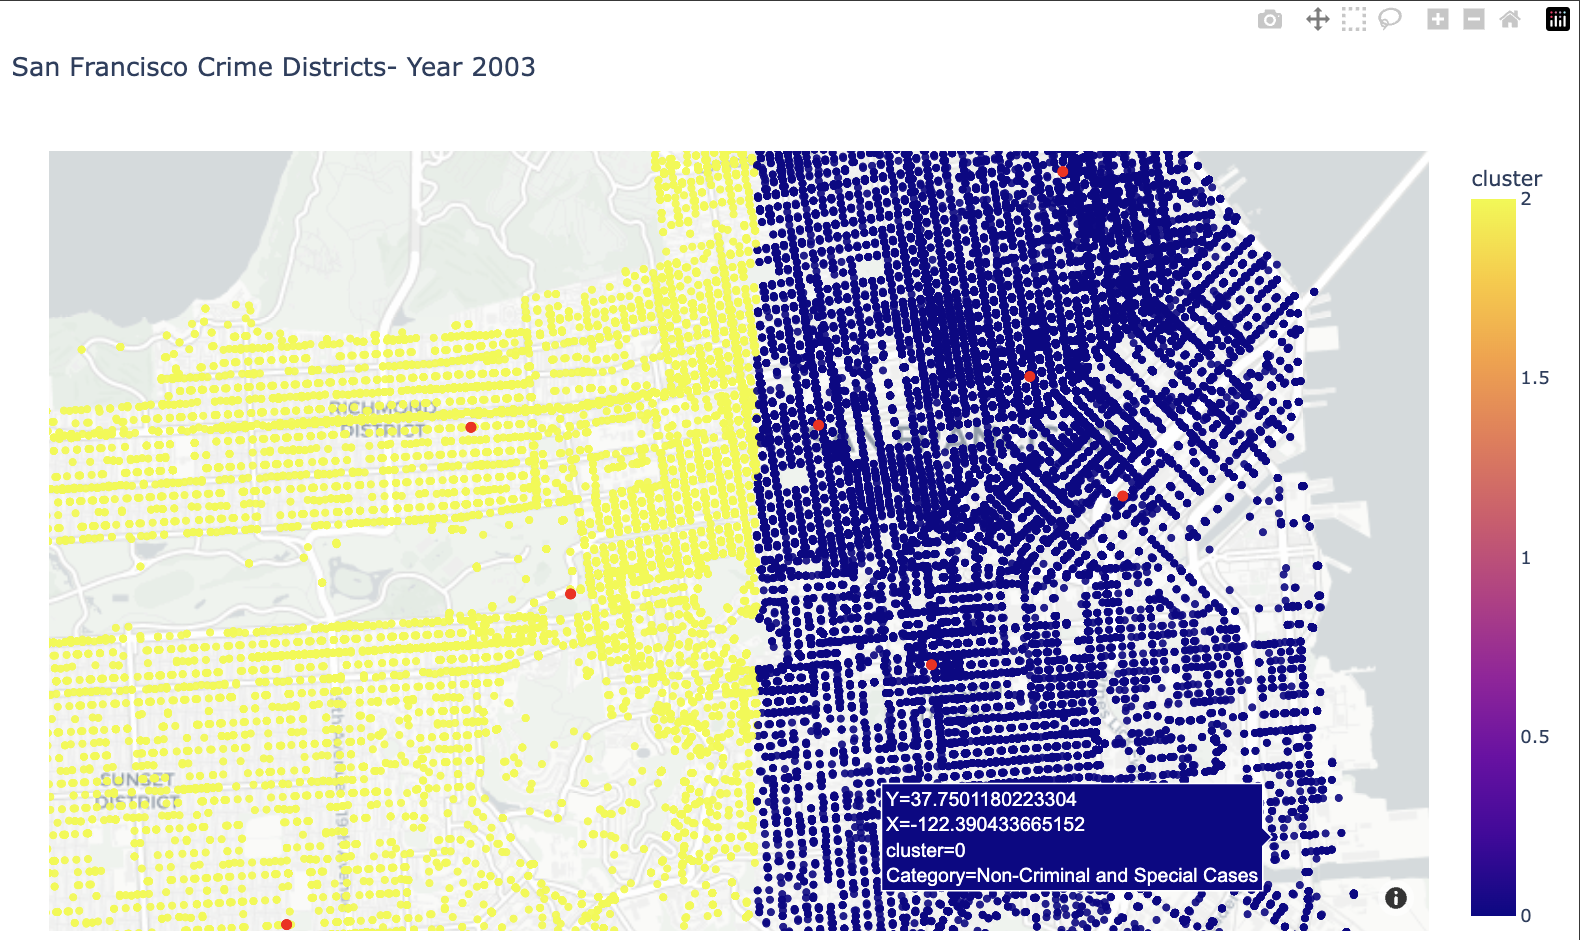 San Francisco Crime Districts- Year 2003
cluster
2
1.5
1
0.5
0
RICHMOND
DISTRICT
SUNSET
DISTRICT
19th Avenue
Y=37.7501180223304
X=-122.390433665152
cluster=0
Category=Non-Criminal and Special Cases